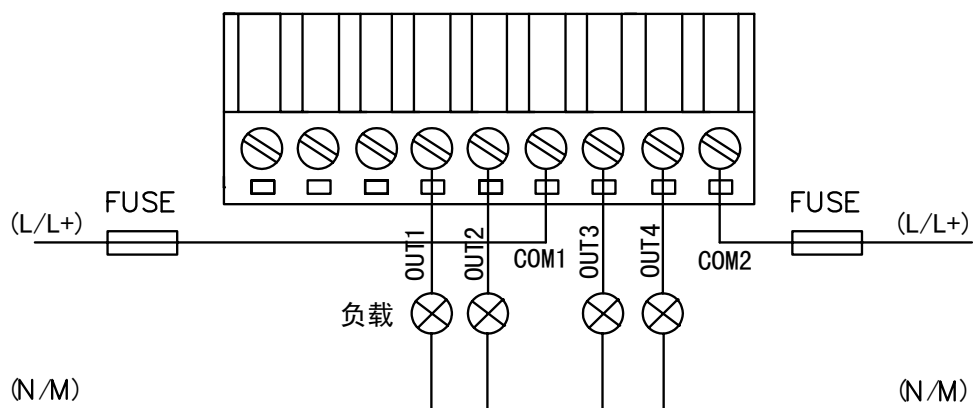 FUSE
FUSE
(L/L+)
(L/L+)
OUT1
OUT2
COM1
OUT3
OUT4
COM2
负载
(N/M)
(N/M)